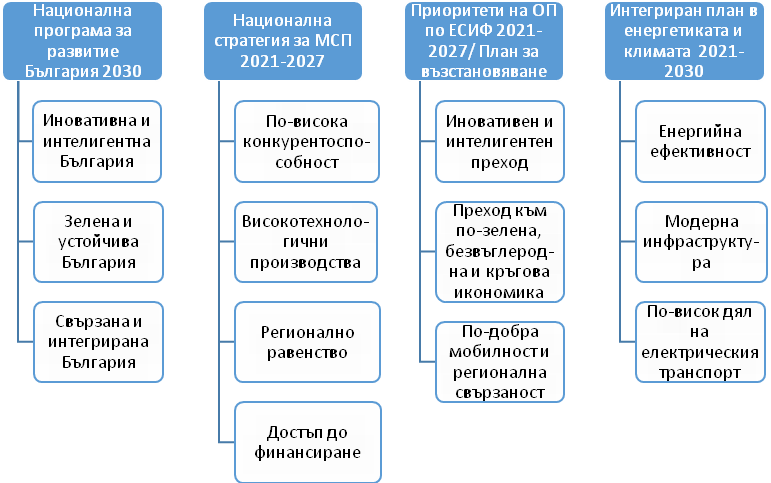 Национална
програма за
развитие
България 2030
Иновативна и
интелигентна
България
Зелена и
устойчива
България
Свързана и
интегрирана
България
Национална
стратегия за МСП
2021-2027
По-висока
конкурентоспо-
собност
Високотехноло-
гични
производства
Регионално
равенство
Достъп до
финансиране
Приоритети на ОП
по ЕСИФ 2021-
2027/ План за
възстановяване
Иновативен и
интелигентен
преход
Преход към
по-зелена,
безвъглерод-
на и кръгова
икономика
По-добра
мобилност и
регионална
свързаност
Интегриран план в
енергетиката и
климата 2021-
2030
Енергийна
ефективност
Модерна
инфраструкту-
ра
По-висок дял
на
електрическия
транспорт